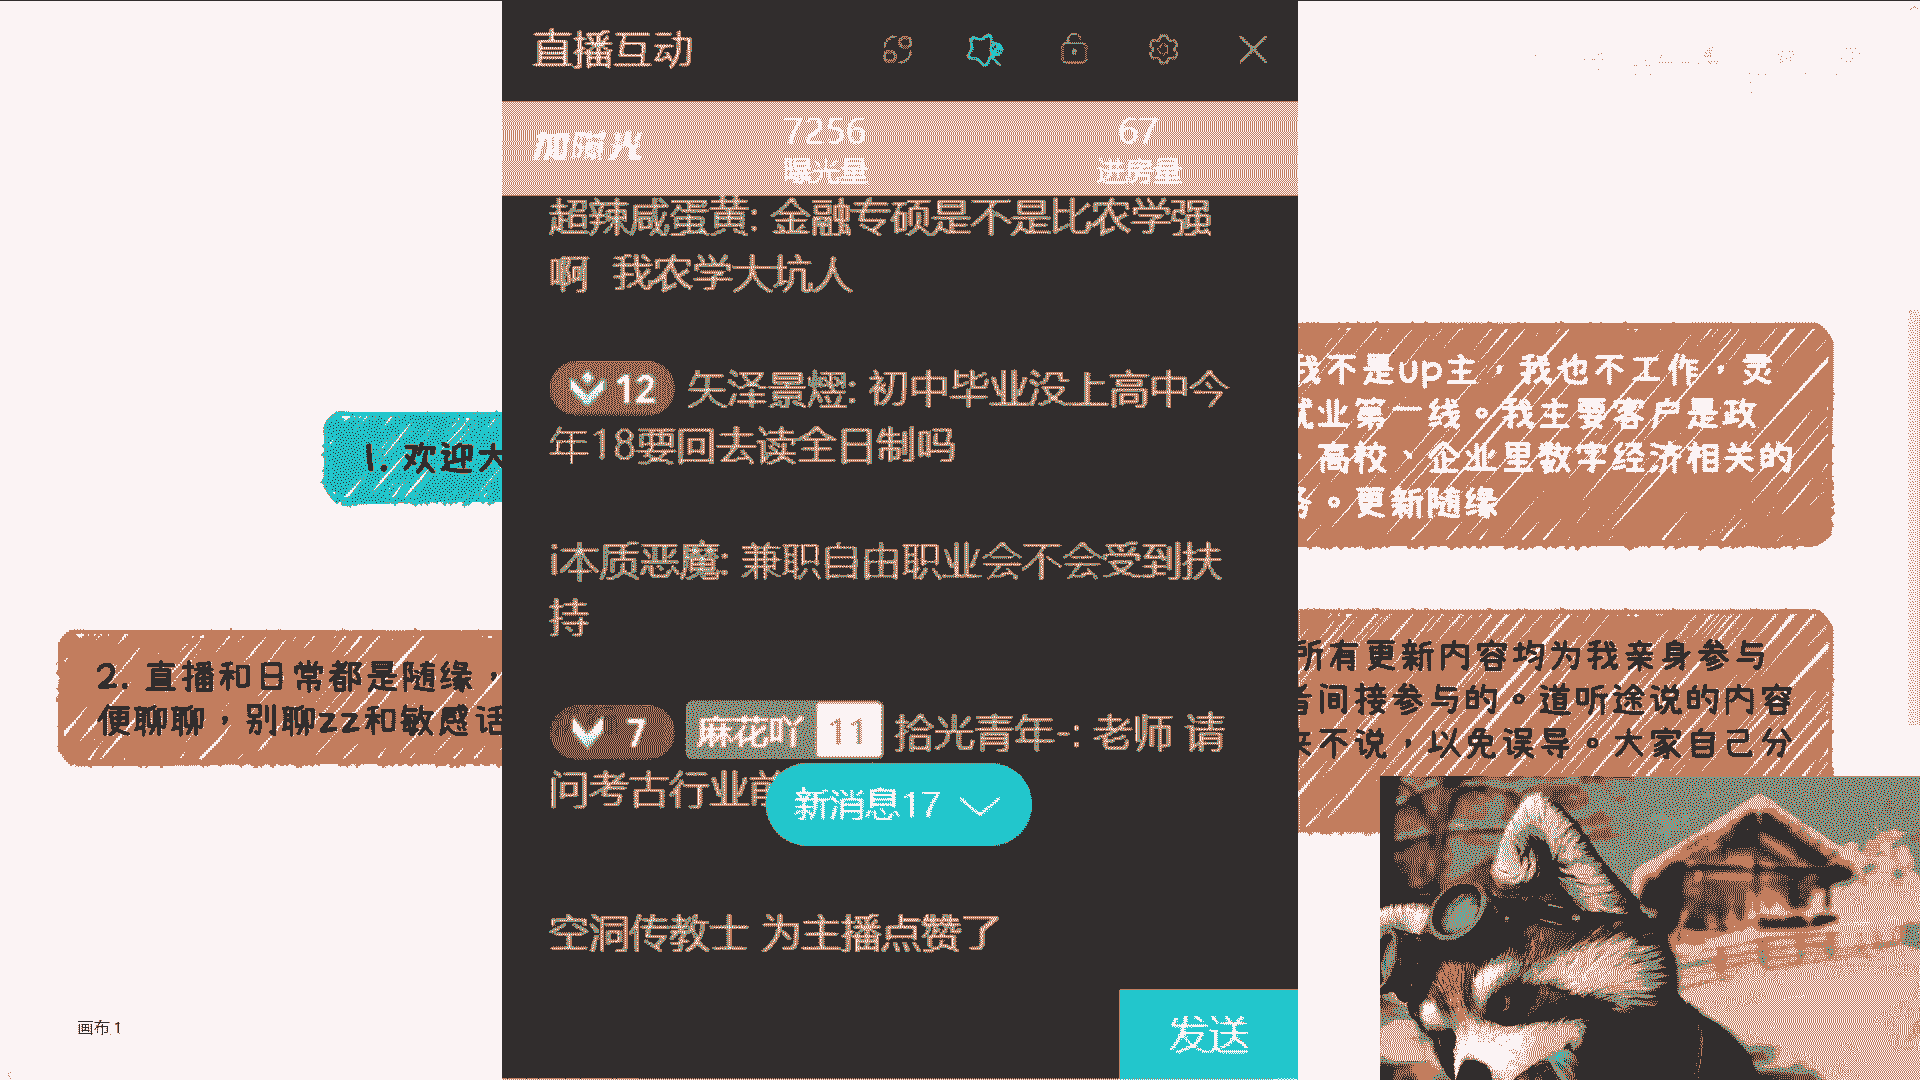 直播互动
加曝光
7256
曝光量
67
进房量
超辣咸蛋黄: 金融专硕是不是比农学强
啊 我农学大坑人
12 矢泽景熤: 初中毕业没上高中今
年18要回去读全日制吗
i本质恶魔: 兼职自由职业会不会受到扶
持
7 麻花吖 11 拾光青年-: 老师 请
问考古行业前
新消息17
空洞传教士 为主播点赞了
发送
1. 欢迎大
2. 直播和日常都是随缘，
便聊聊，别聊zz和敏感话
我不是up主，我也不工作，灵
就业第一线。我主要客户是政
、高校、企业里数字经济相关的
务。更新随缘
所有更新内容均为我亲身参与
者间接参与的。道听途说的内容
来不说，以免误导。大家自己分
画布 1